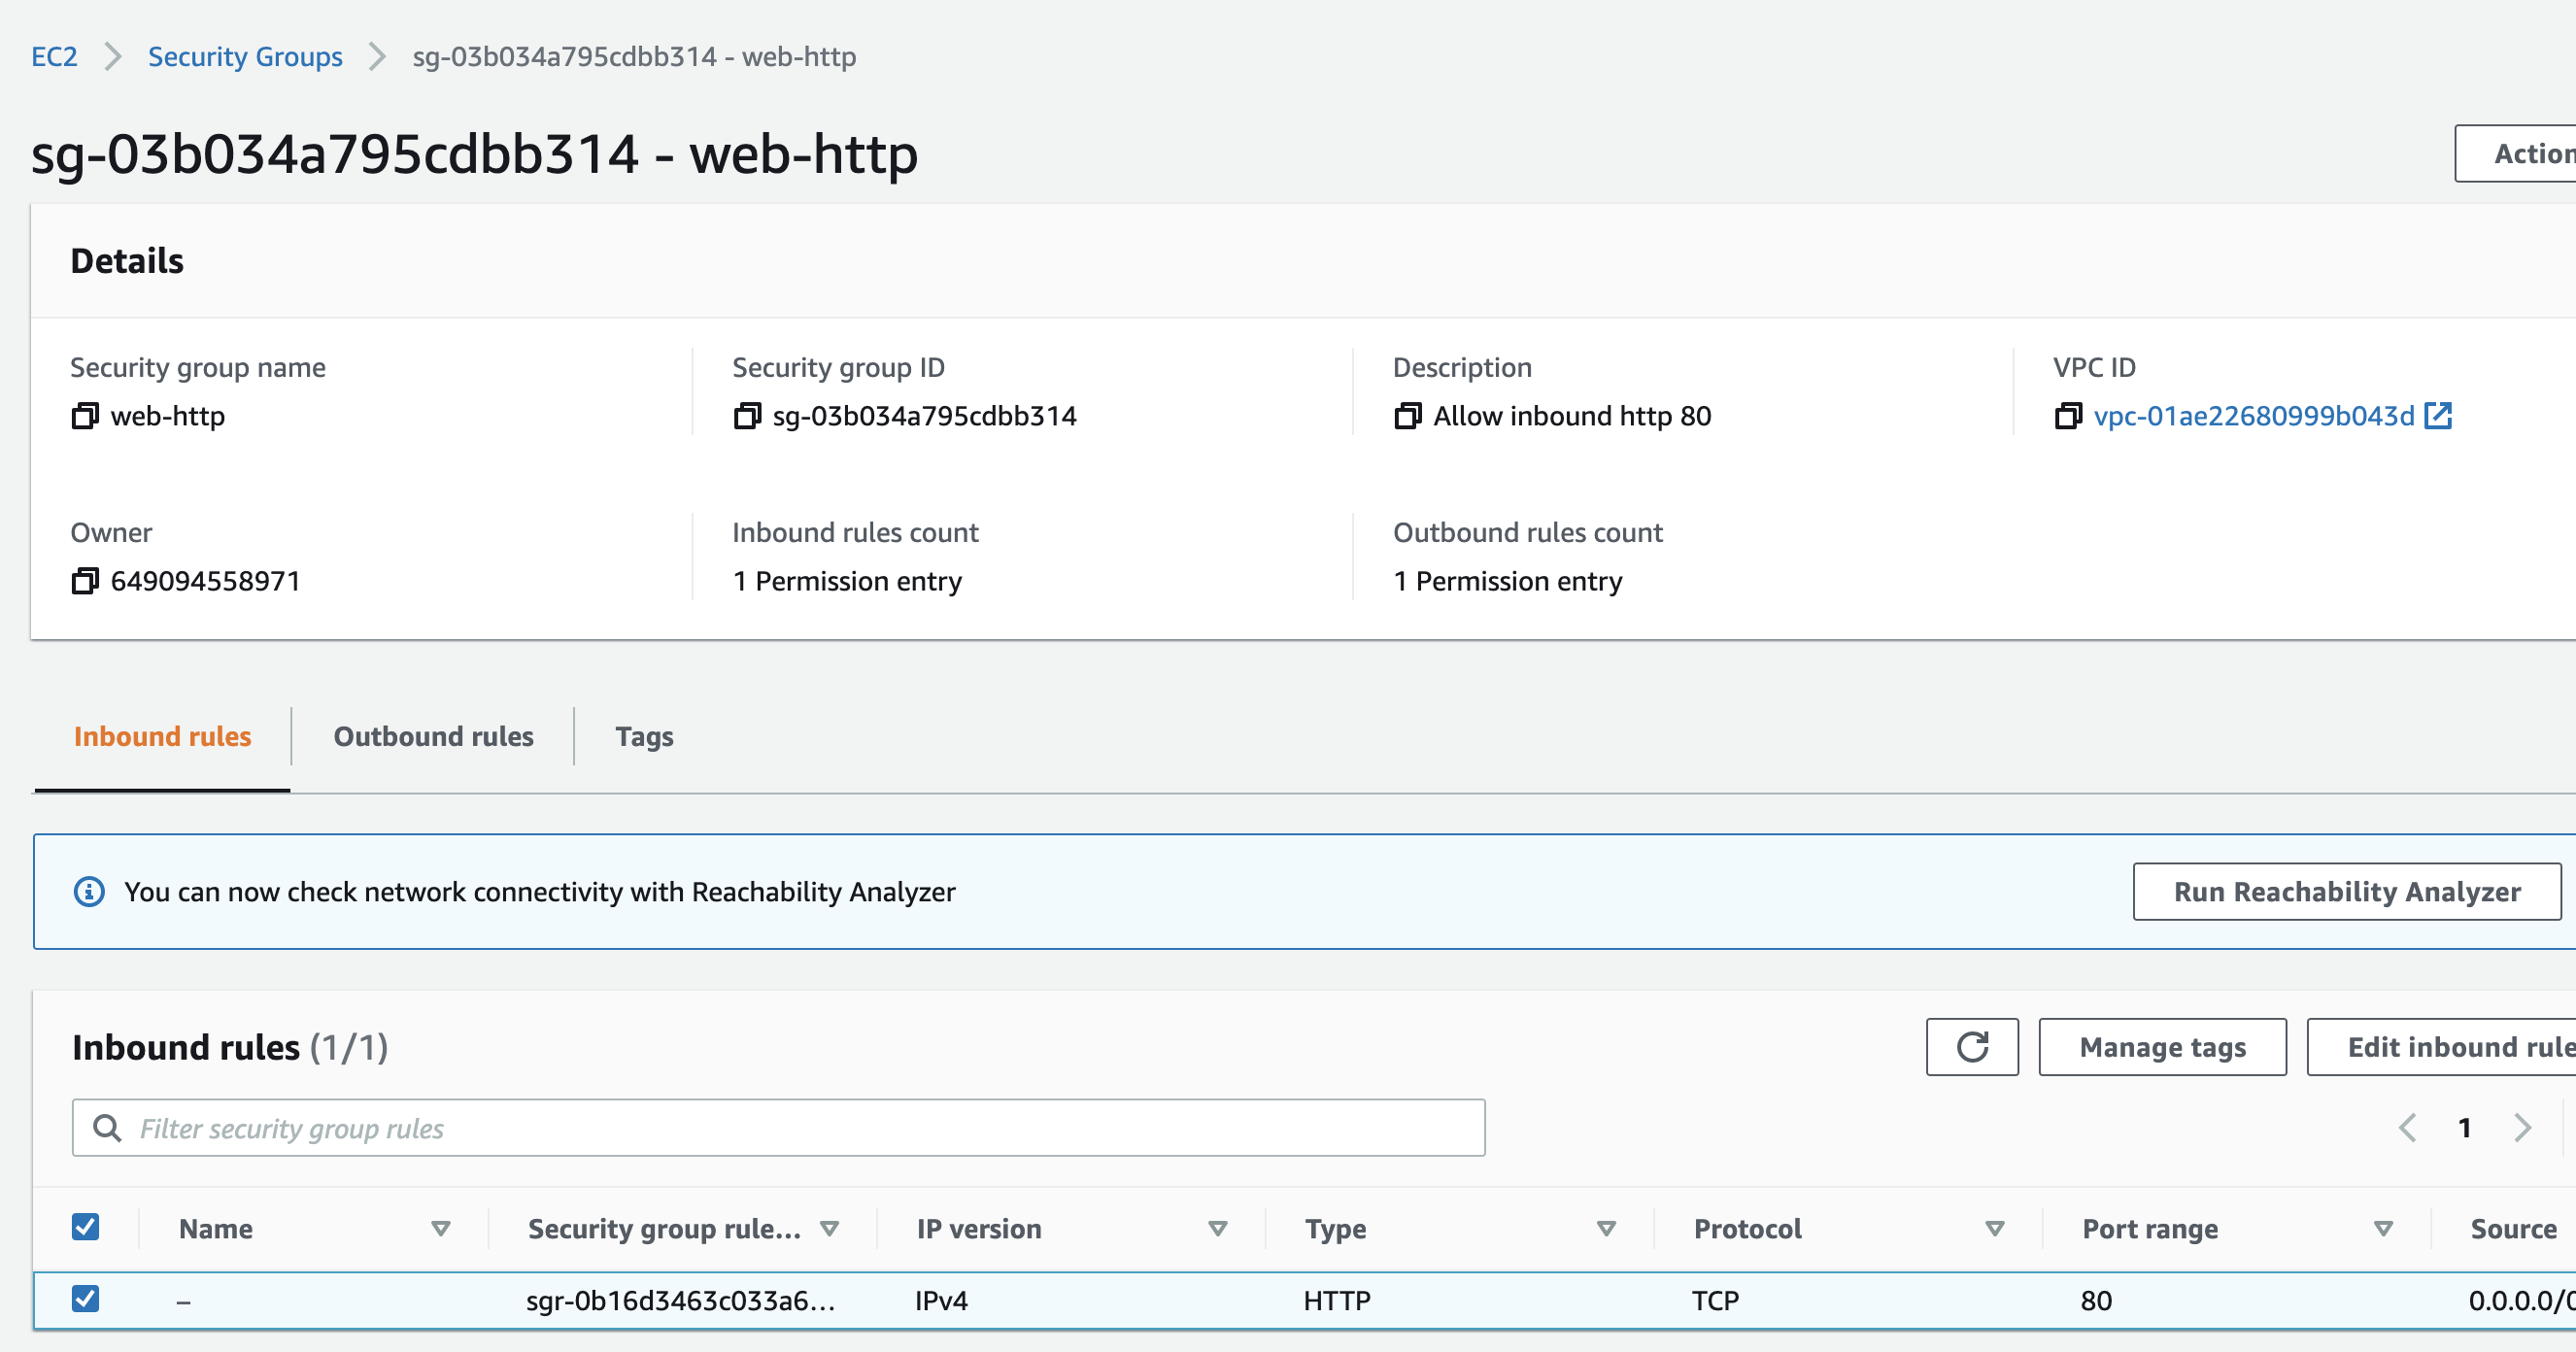 EC2 Security Groups sg-03b034a795cdbb314 - web-http
sg-03b034a795cdbb314 - web-http
Action
Details
Security group name Security group ID Description VPC ID
web-http sg-03b034a795cdbb314 Allow inbound http 80 vpc-01ae22680999b043d
Owner Inbound rules count Outbound rules count
649094558971 1 Permission entry 1 Permission entry
Inbound rules Outbound rules Tags
You can now check network connectivity with Reachability Analyzer Run Reachability Analyzer
Inbound rules (1/1) Manage tags Edit inbound rule
Filter security group rules 1
Name Security group rule... IP version Type Protocol Port range Source
– sgr-0b16d3463c033a6... IPv4 HTTP TCP 80 0.0.0.0/0